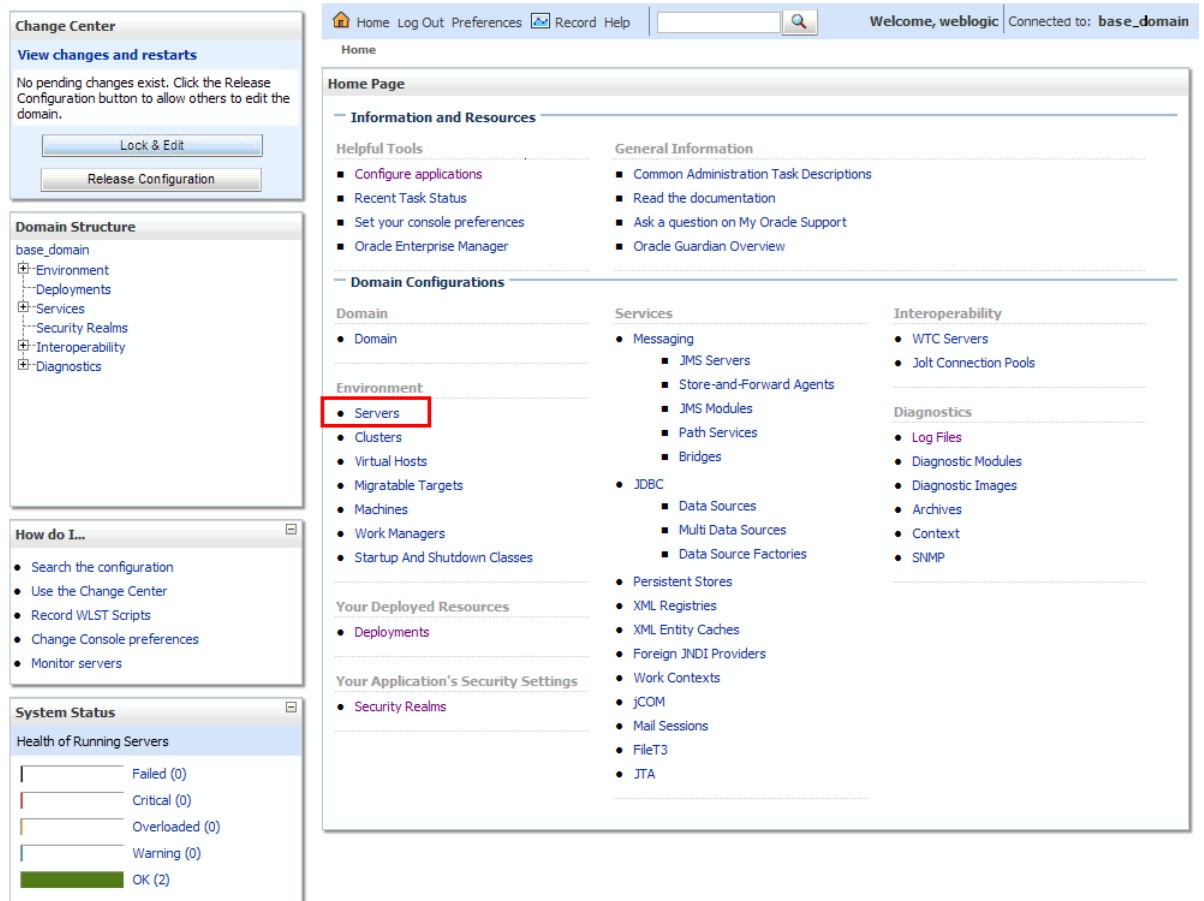 Change Center
View changes and restarts
No pending changes exist. Click the Release
Configuration button to allow others to edit the
domain.
Lock & Edit
Release Configuration
Domain Structure
base_domain
Environment
Deployments
Services
Security Realms
Interoperability
Diagnostics
How do I...
Search the configuration
Use the Change Center
Record WLST Scripts
Change Console preferences
Monitor servers
System Status
Health of Running Servers
Failed (0)
Critical (0)
Overloaded (0)
Warning (0)
OK (2)
Home Log Out Preferences Record Help
Welcome, weblogic Connected to: base_domain
Home
Home Page
Information and Resources
Helpful Tools
Configure applications
Recent Task Status
Set your console preferences
Oracle Enterprise Manager
General Information
Common Administration Task Descriptions
Read the documentation
Ask a question on My Oracle Support
Oracle Guardian Overview
Domain Configurations
Domain
Domain
Environment
Servers
Clusters
Virtual Hosts
Migratable Targets
Machines
Work Managers
Startup And Shutdown Classes
Your Deployed Resources
Deployments
Your Application's Security Settings
Security Realms
Services
Messaging
JMS Servers
Store-and-Forward Agents
JMS Modules
Path Services
Bridges
JDBC
Data Sources
Multi Data Sources
Data Source Factories
Persistent Stores
XML Registries
XML Entity Caches
Foreign JNDI Providers
Work Contexts
jCOM
Mail Sessions
FileT3
JTA
Interoperability
WTC Servers
Jolt Connection Pools
Diagnostics
Log Files
Diagnostic Modules
Diagnostic Images
Archives
Context
SNMP